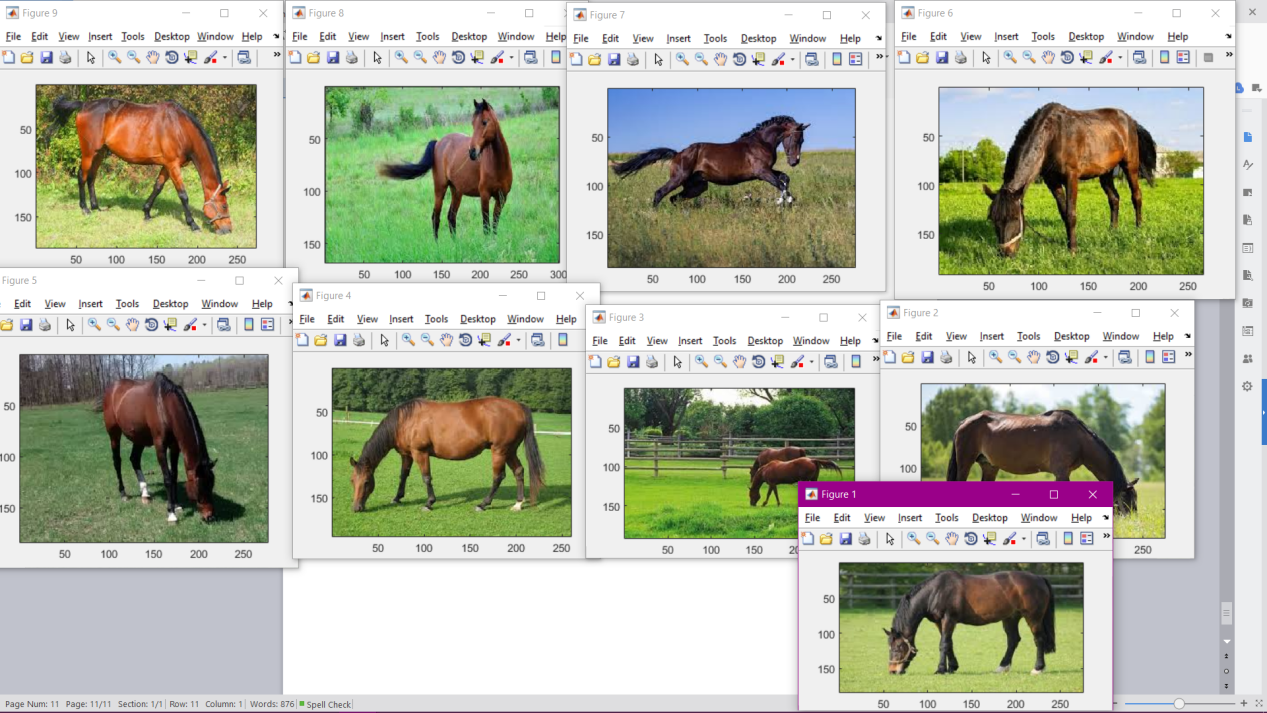 Figure 9
File Edit View Insert Tools Desktop Window Help
50
100
150
50 100 150 200 250
Figure 8
File Edit View Insert Tools Desktop Window Help
50
100
150
50 100 150 200 250 300
Figure 7
File Edit View Insert Tools Desktop Window Help
50
100
150
50 100 150 200 250
Figure 6
File Edit View Insert Tools Desktop Window Help
50
100
150
50 100 150 200 250
Figure 5
Edit View Insert Tools Desktop Window Help
50
100
150
50 100 150 200 250
Figure 4
File Edit View Insert Tools Desktop Window Help
50
100
150
50 100 150 200 250
Figure 3
File Edit View Insert Tools Desktop Window Help
50
100
150
50 100 150
Figure 2
File Edit View Insert Tools Desktop Window Help
50
100
250
Figure 1
File Edit View Insert Tools Desktop Window Help
50
100
150
50 100 150 200 250
Page Num: 11 Page: 11/11 Section: 1/1 Row: 11 Column: 1 Words: 876 Spell Check